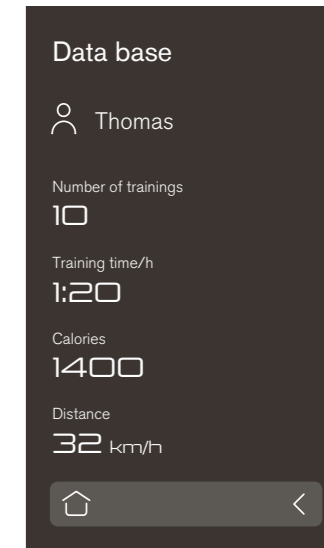 Data base
Thomas
Number of trainings
10
Training time/h
1:20
Calories
1400
Distance
32 km/h